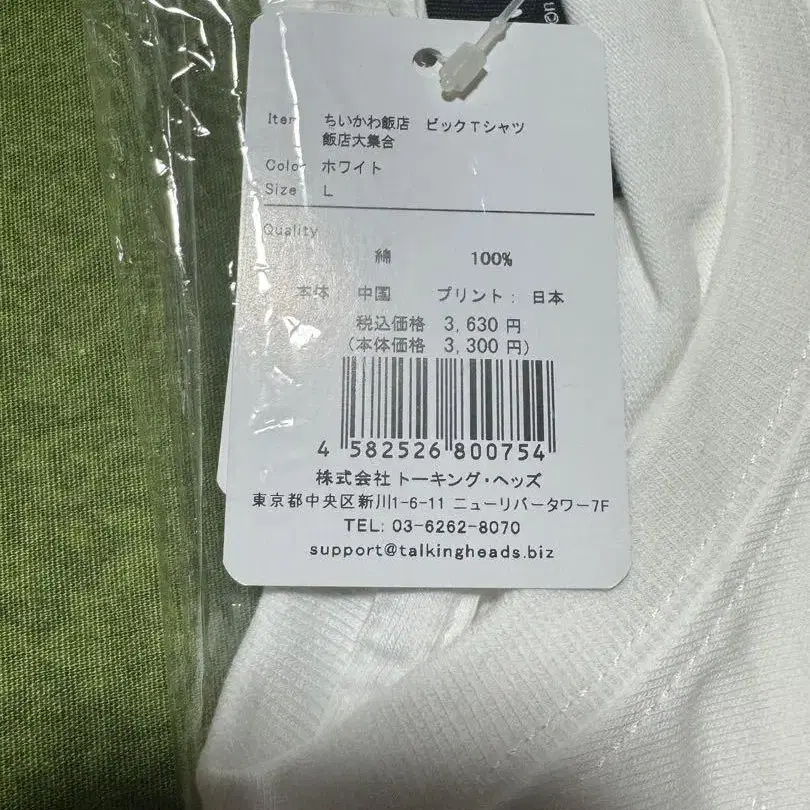 Item ちいかわ飯店 ビックTシャツ
飯店大集合
Color ホワイト
Size L
Quality
綿 100%
本体 中国 プリント: 日本
税込価格 3,630 円
(本体価格 3,300 円)
4 582526 800754
株式会社 トーキング・ヘッズ
東京都中央区新川1-6-11 ニューリバータワー7F
TEL: 03-6262-8070
support@talkingheads.biz